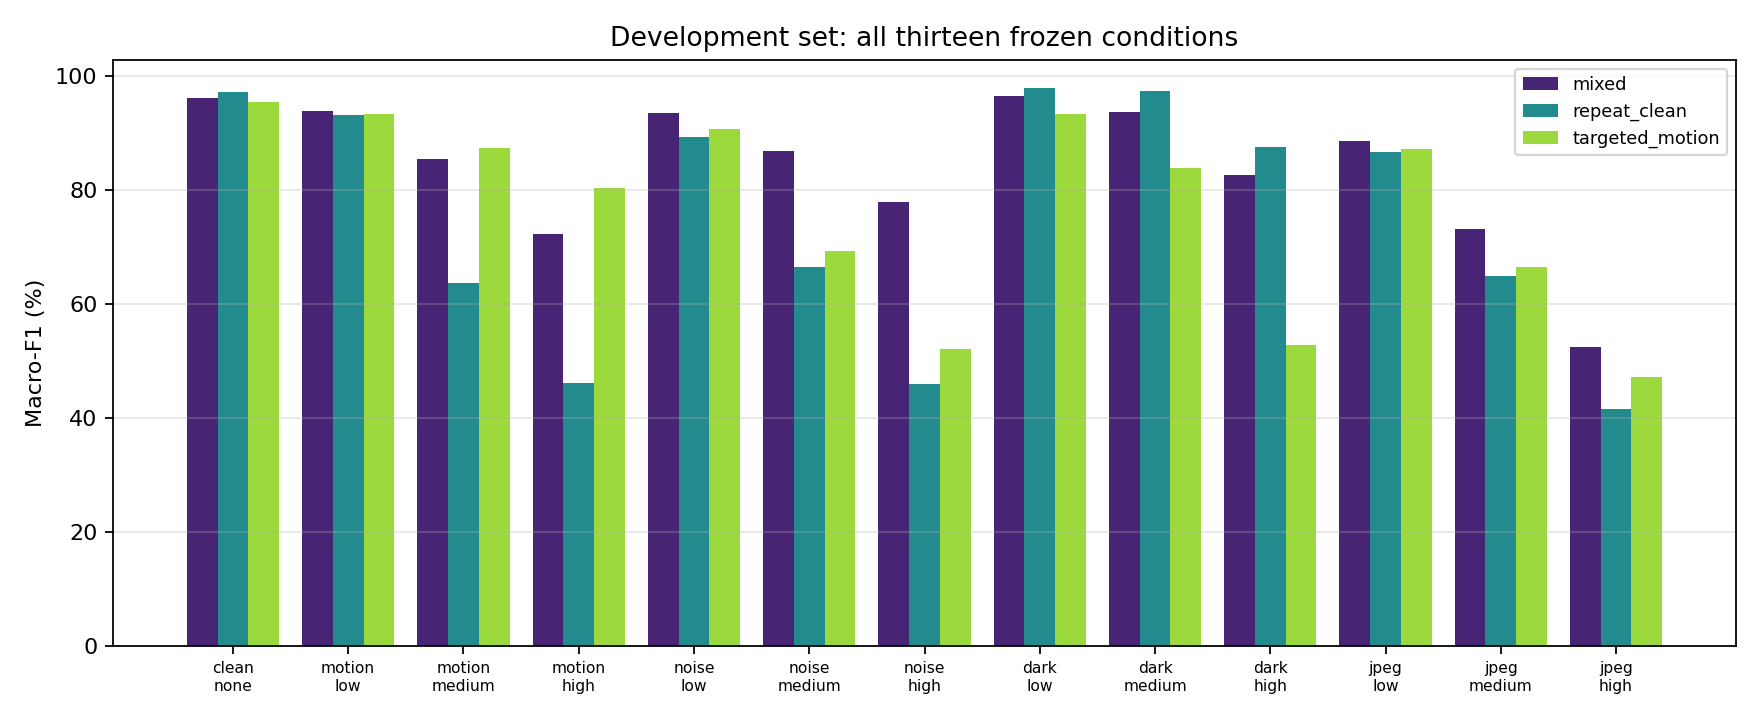 Development set: all thirteen frozen conditions
mixed
repeat_clean
targeted_motion
Macro-F1 (%)
100
80
60
40
20
0
clean
none
motion
low
motion
medium
motion
high
noise
low
noise
medium
noise
high
dark
low
dark
medium
dark
high
jpeg
low
jpeg
medium
jpeg
high